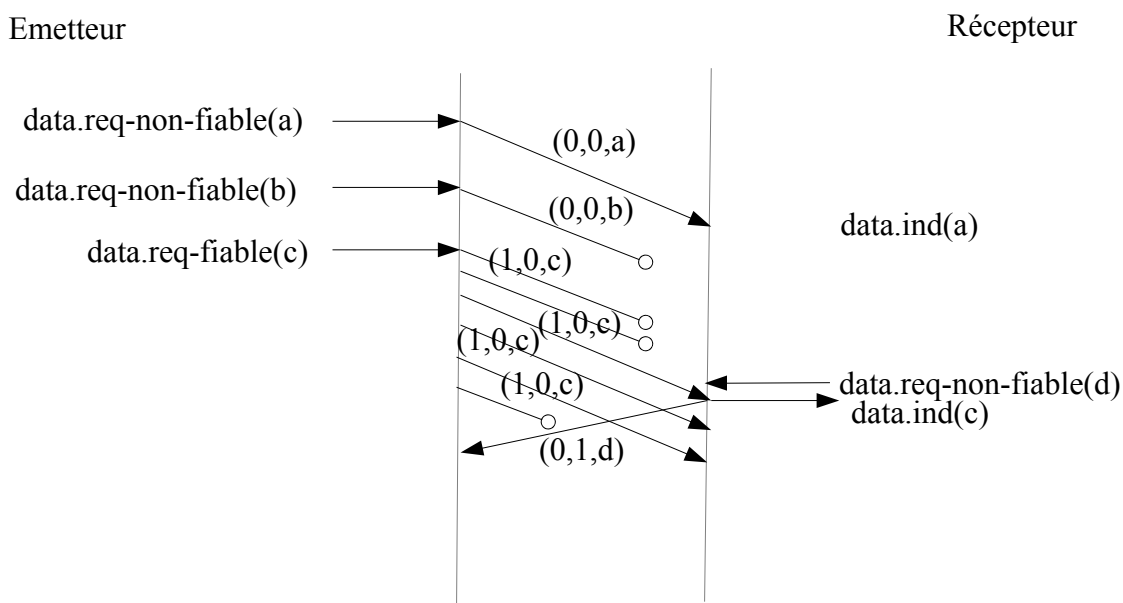 Emetteur
Récepteur
data.req-non-fiable(a)
(0,0,a)
data.req-non-fiable(b)
(0,0,b)
data.ind(a)
data.req-fiable(c)
(1,0,c)
(1,0,c)
(1,0,c)
(1,0,c)
data.req-non-fiable(d)
data.ind(c)
(0,1,d)